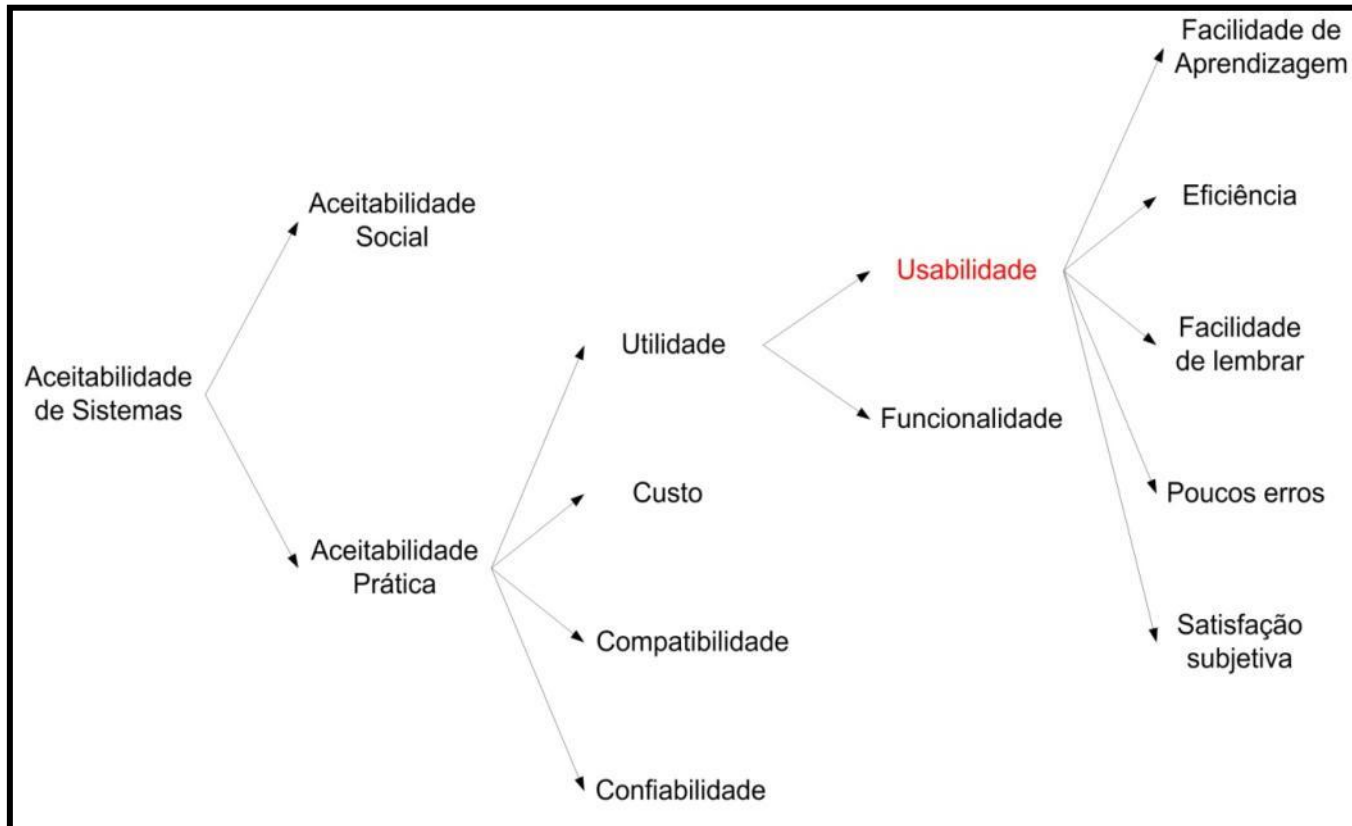 Facilidade de
Aprendizagem
Aceitabilidade
Social
Eficiência
Usabilidade
Facilidade
de lembrar
Utilidade
Aceitabilidade
de Sistemas
Funcionalidade
Custo
Poucos erros
Aceitabilidade
Prática
Compatibilidade
Satisfação
subjetiva
Confiabilidade